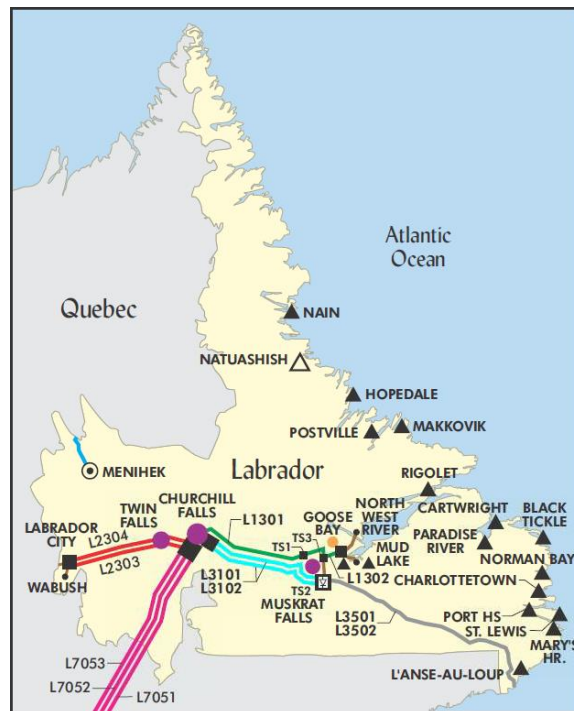 Atlantic
Ocean
Quebec
NAIN
NATUASHISH
HOPEDALE
POSTVILLE
MAKKOVIK
MENIHEK
Labrador
RIGOLET
NORTH
WEST
RIVER
CARTWRIGHT
BLACK
TICKLE
CHURCHILL
FALLS
TWIN
FALLS
L1301
GOOSE
BAY
PARADISE
RIVER
LABRADOR
CITY
L2304
L2303
TS1
TS3
MUD
LAKE
NORMAN BAY
WABUSH
L3101
L3102
TS2
L1302
CHARLOTTETOWN
MUSKRAT
FALLS
L3501
L3502
PORT HS
ST. LEWIS
MARY'S
HR.
L'ANSE-AU-LOUP
L7053
L7052
L7051